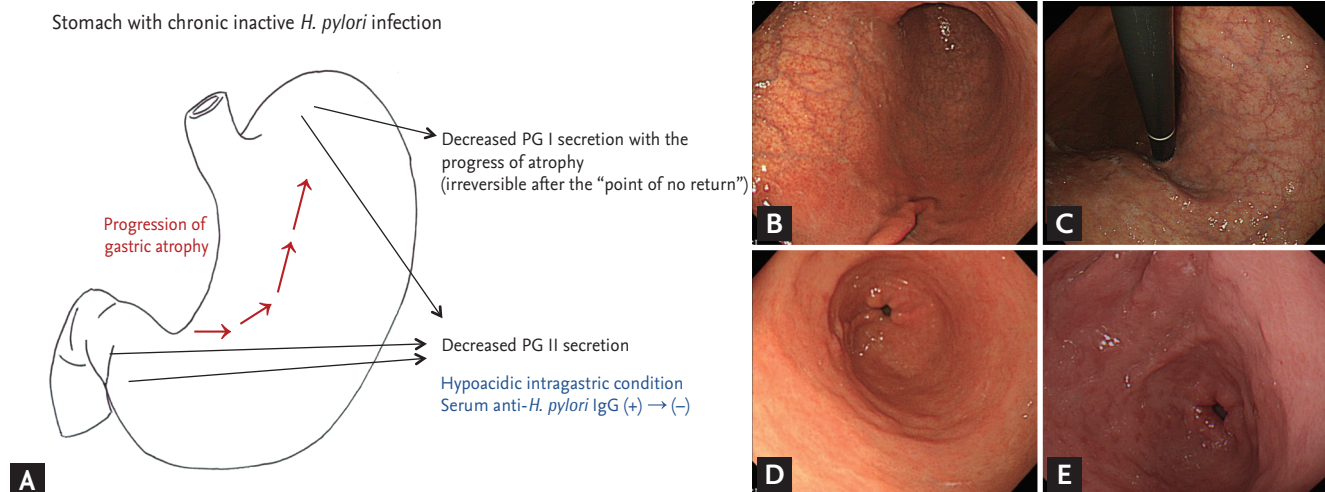 Stomach with chronic inactive H. pylori infection
Decreased PG I secretion with the
progress of atrophy
(irreversible after the “point of no return”)
Progression of
gastric atrophy
Decreased PG II secretion
Hypoacidic intragastric condition
Serum anti-H. pylori IgG (+) → (–)
A
B
C
D
E